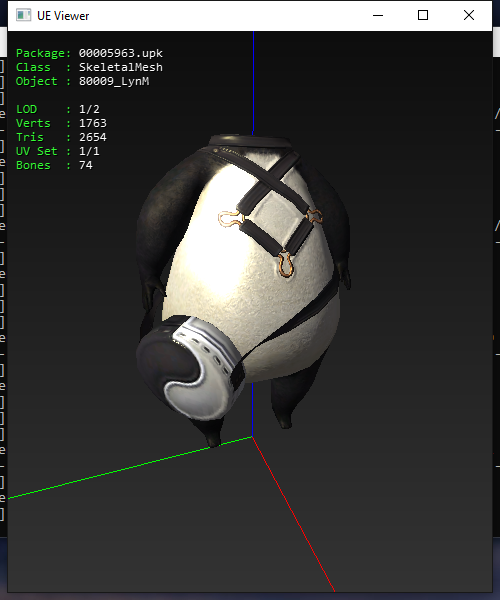 UE Viewer
Package: 00005963.upk
Class : SkeletalMesh
Object : 80009_LynM
LOD : 1/2
Verts : 1763
Tris : 2654
UV Set : 1/1
Bones : 74